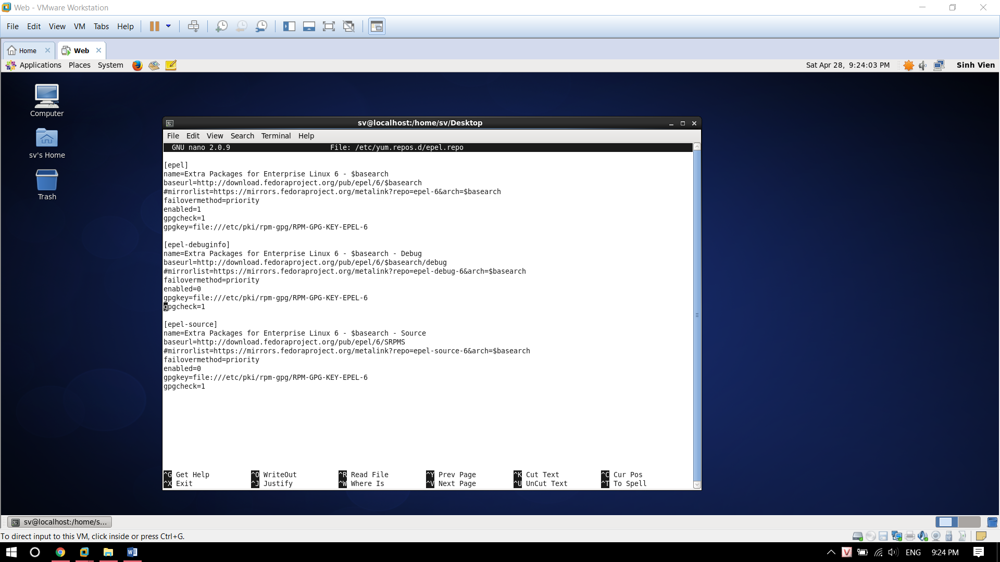 Web - VMware Workstation
File Edit View VM Tabs Help
Home Web
Applications Places System Sat Apr 28, 9:24:03 PM Sinh Vien
Computer
sv's Home
Trash
sv@localhost:/home/sv/Desktop
File Edit View Search Terminal Help
GNU nano 2.0.9 File: /etc/yum.repos.d/epel.repo
[epel]
name=Extra Packages for Enterprise Linux 6 - $basearch
baseurl=http://download.fedoraproject.org/pub/epel/6/$basearch
#mirrorlist=https://mirrors.fedoraproject.org/metalink?repo=epel-6&arch=$basearch
failovermethod=priority
enabled=1
gpgcheck=1
gpgkey=file:///etc/pki/rpm-gpg/RPM-GPG-KEY-EPEL-6
[epel-debuginfo]
name=Extra Packages for Enterprise Linux 6 - $basearch - Debug
baseurl=http://download.fedoraproject.org/pub/epel/6/$basearch/debug
#mirrorlist=https://mirrors.fedoraproject.org/metalink?repo=epel-debug-6&arch=$basearch
failovermethod=priority
enabled=0
gpgkey=file:///etc/pki/rpm-gpg/RPM-GPG-KEY-EPEL-6
gpgcheck=1
[epel-source]
name=Extra Packages for Enterprise Linux 6 - $basearch - Source
baseurl=http://download.fedoraproject.org/pub/epel/6/SRPMS
#mirrorlist=https://mirrors.fedoraproject.org/metalink?repo=epel-source-6&arch=$basearch
failovermethod=priority
enabled=0
gpgkey=file:///etc/pki/rpm-gpg/RPM-GPG-KEY-EPEL-6
gpgcheck=1
^G Get Help ^O WriteOut ^R Read File ^Y Prev Page ^K Cut Text ^C Cur Pos
^X Exit ^J Justify ^W Where Is ^V Next Page ^U UnCut Text ^T To Spell
sv@localhost:/home/s...
To direct input to this VM, click inside or press Ctrl+G.
ENG 9:24 PM